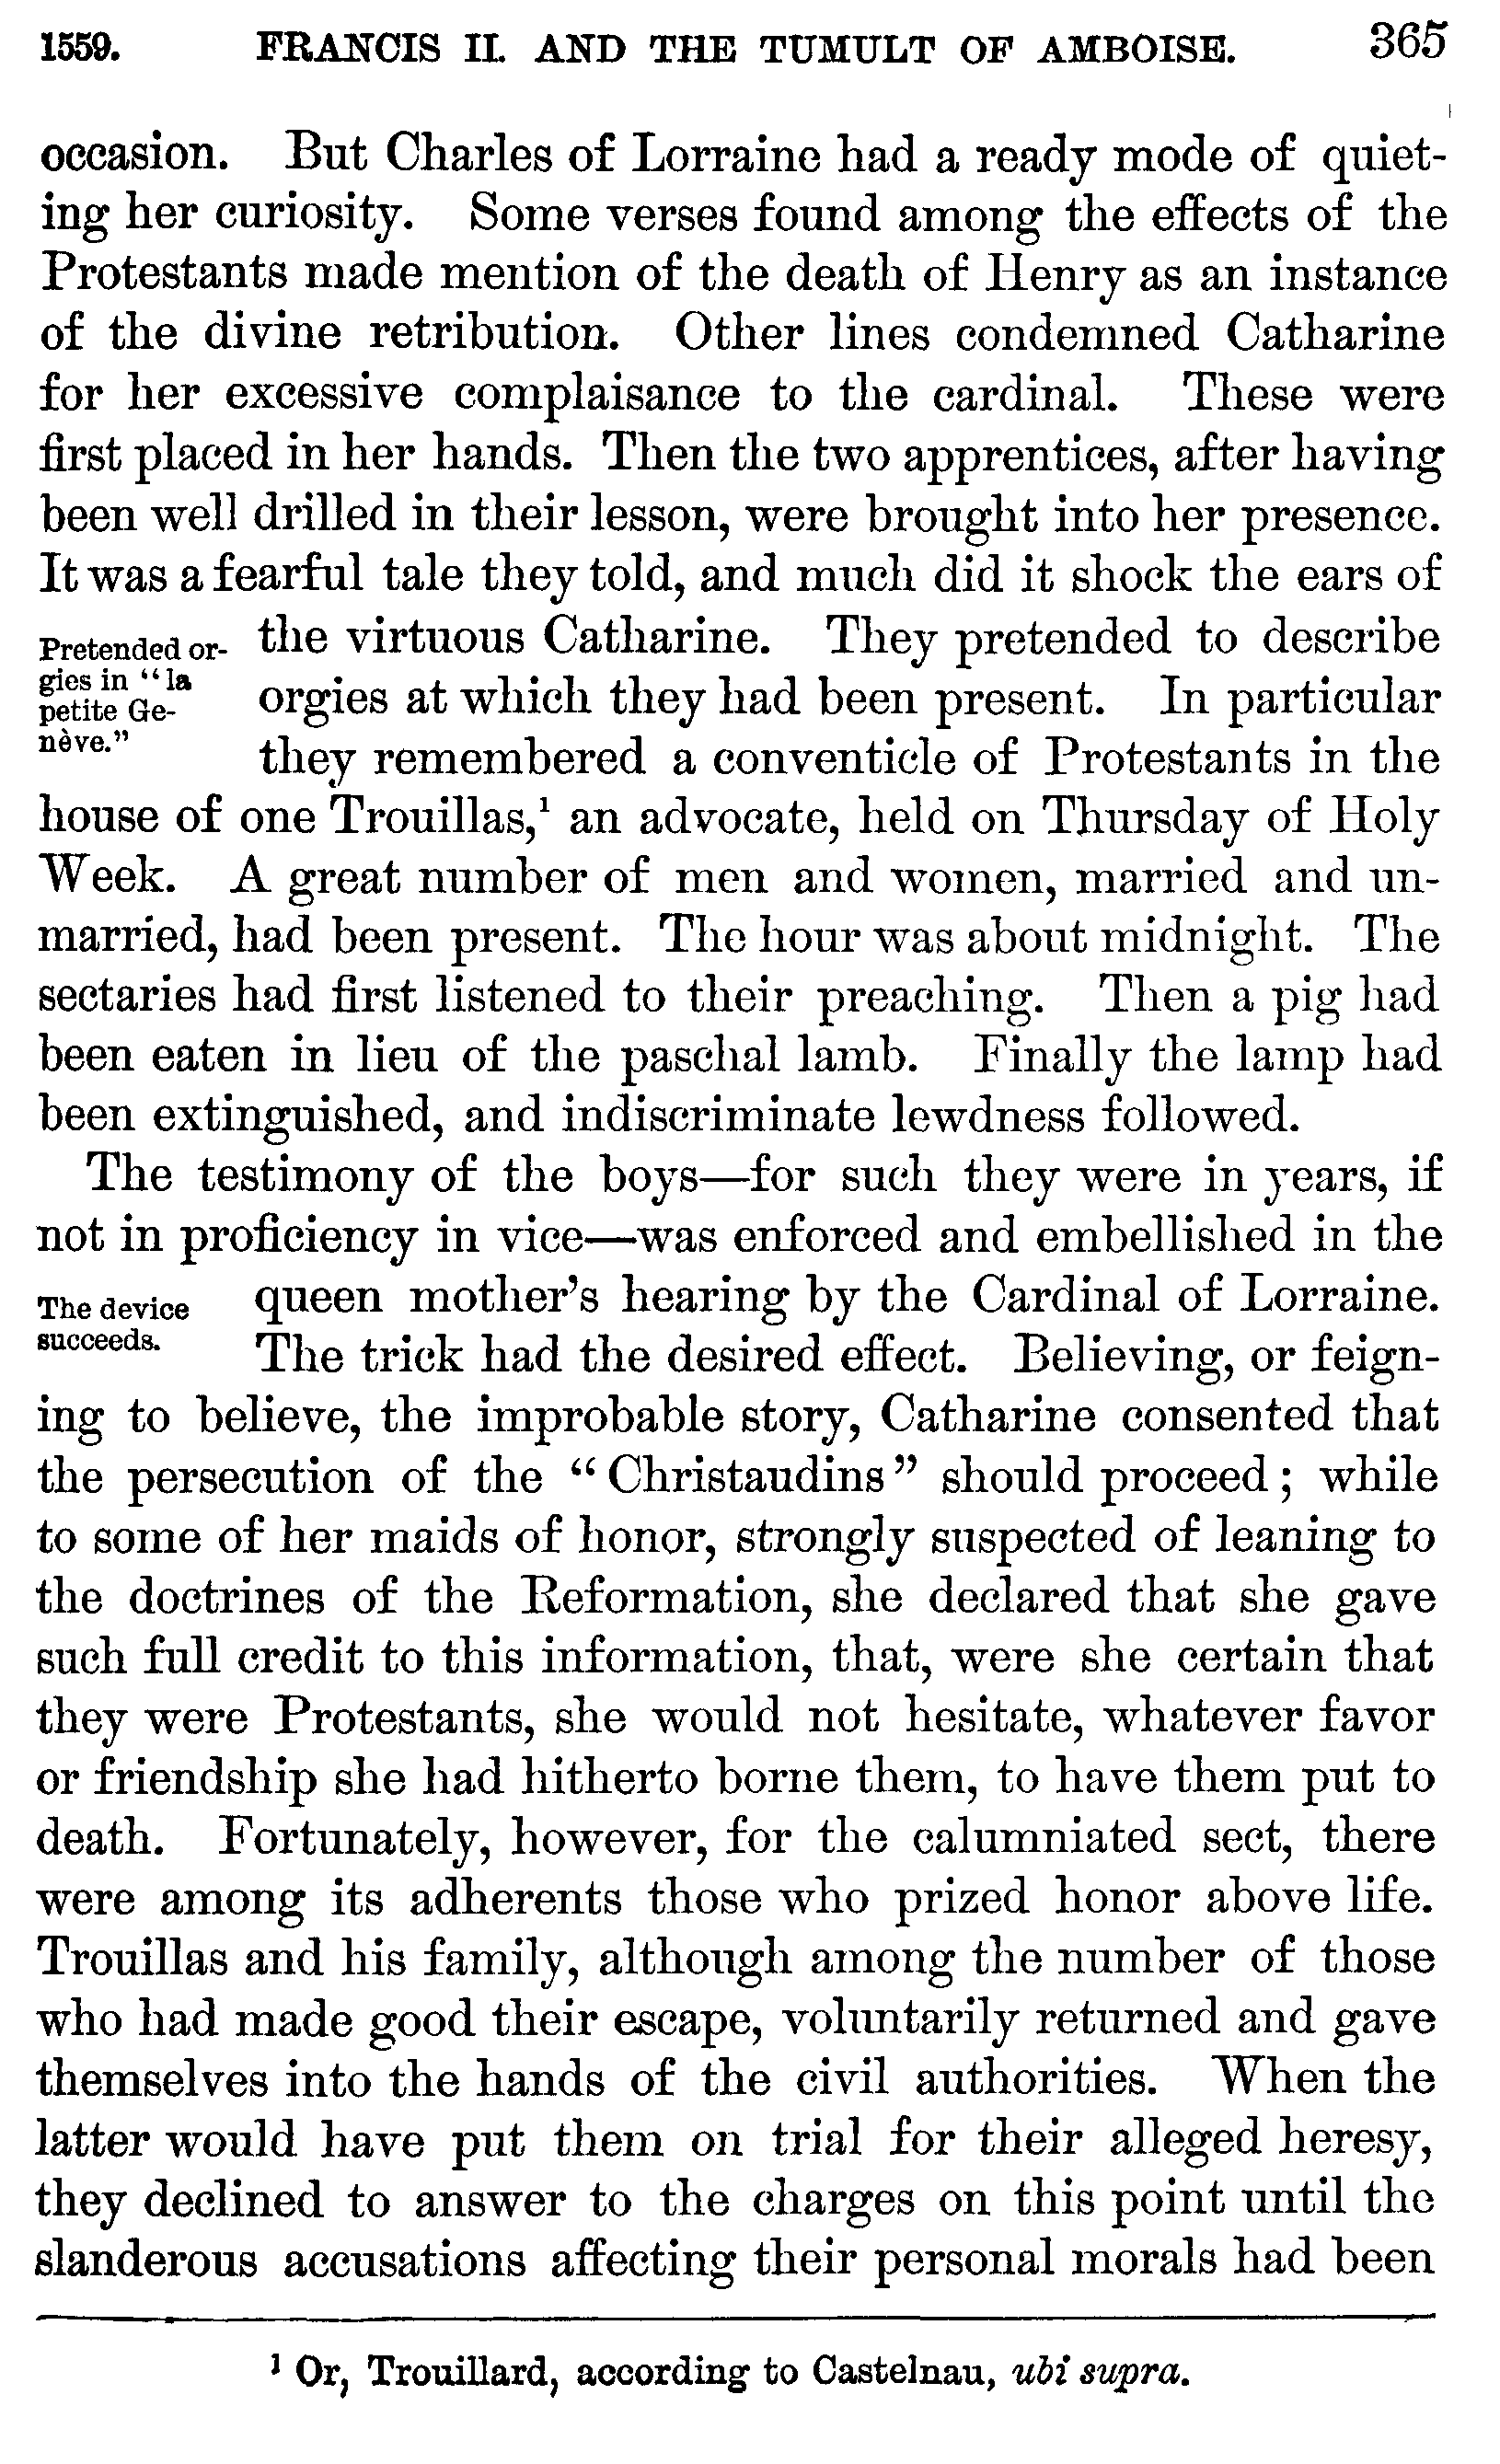 1559. FRANCIS II. AND THE TUMULT OF AMBOISE. 365
occasion. But Charles of Lorraine had a ready mode of quiet-
ing her curiosity. Some verses found among the effects of the
Protestants made mention of the death of Henry as an instance
of the divine retribution. Other lines condemned Catharine
for her excessive complaisance to the cardinal. These were
first placed in her hands. Then the two apprentices, after having
been well drilled in their lesson, were brought into her presence.
It was a fearful tale they told, and much did it shock the ears of
Pretended or-
gies in “la
petite Ge-
nève.”
the virtuous Catharine. They pretended to describe
orgies at which they had been present. In particular
they remembered a conventicle of Protestants in the
house of one Trouillas,¹ an advocate, held on Thursday of Holy
Week. A great number of men and women, married and un-
married, had been present. The hour was about midnight. The
sectaries had first listened to their preaching. Then a pig had
been eaten in lieu of the paschal lamb. Finally the lamp had
been extinguished, and indiscriminate lewdness followed.
The testimony of the boys—for such they were in years, if
not in proficiency in vice—was enforced and embellished in the
The device
succeeds.
queen mother’s hearing by the Cardinal of Lorraine.
The trick had the desired effect. Believing, or feign-
ing to believe, the improbable story, Catharine consented that
the persecution of the “Christaudins” should proceed; while
to some of her maids of honor, strongly suspected of leaning to
the doctrines of the Reformation, she declared that she gave
such full credit to this information, that, were she certain that
they were Protestants, she would not hesitate, whatever favor
or friendship she had hitherto borne them, to have them put to
death. Fortunately, however, for the calumniated sect, there
were among its adherents those who prized honor above life.
Trouillas and his family, although among the number of those
who had made good their escape, voluntarily returned and gave
themselves into the hands of the civil authorities. When the
latter would have put them on trial for their alleged heresy,
they declined to answer to the charges on this point until the
slanderous accusations affecting their personal morals had been
¹ Or, Trouillard, according to Castelnau, ubi supra.